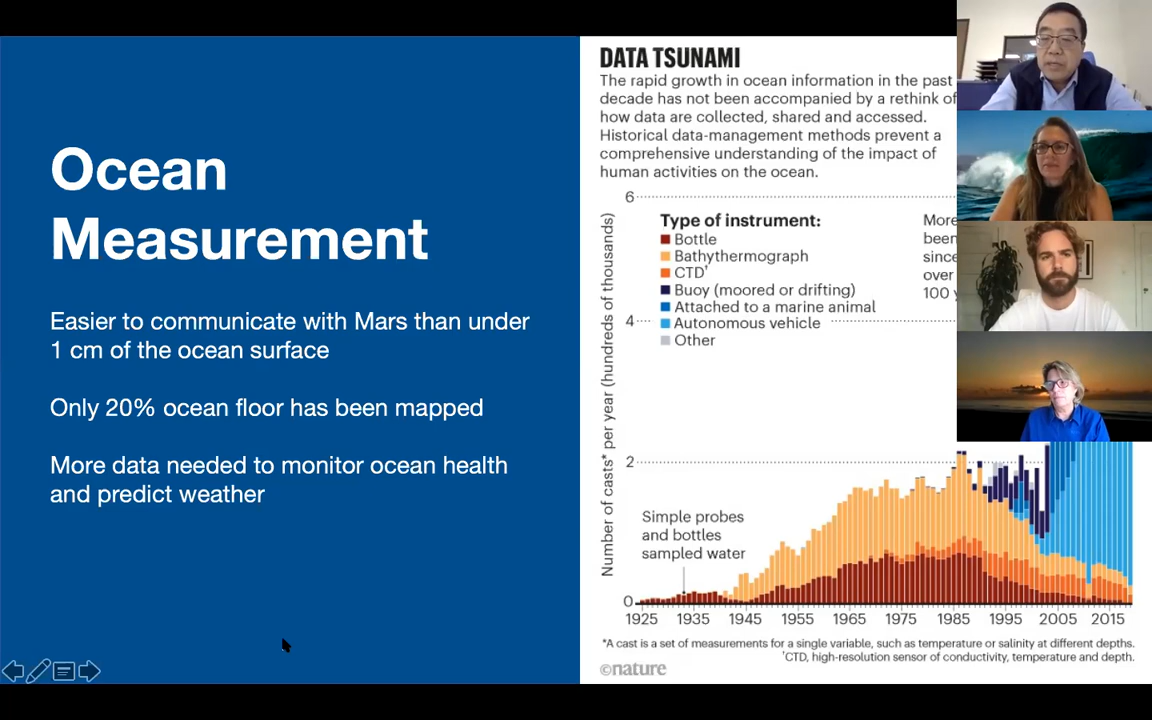 Ocean
Measurement
Easier to communicate with Mars than under
1 cm of the ocean surface
Only 20% ocean floor has been mapped
More data needed to monitor ocean health
and predict weather
DATA TSUNAMI
The rapid growth in ocean information in the past
decade has not been accompanied by a rethink of
how data are collected, shared and accessed.
Historical data-management methods prevent a
comprehensive understanding of the impact of
human activities on the ocean.
Number of casts* per year (hundreds of thousands)
6
4
2
0
Type of instrument:
Bottle
Bathythermograph
CTD†
Buoy (moored or drifting)
Attached to a marine animal
Autonomous vehicle
Other
More
been
since
over
100
Simple probes
and bottles
sampled water
1925 1935 1945 1955 1965 1975 1985 1995 2005 2015
*A cast is a set of measurements for a single variable, such as temperature or salinity at different depths.
†CTD, high-resolution sensor of conductivity, temperature and depth.
©nature